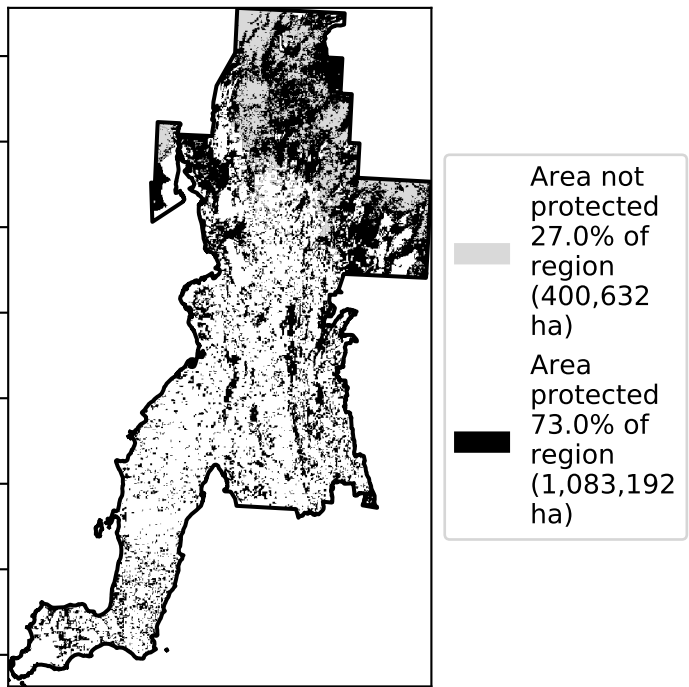 Area not
protected
27.0% of
region
(400,632
ha)
Area
protected
73.0% of
region
(1,083,192
ha)